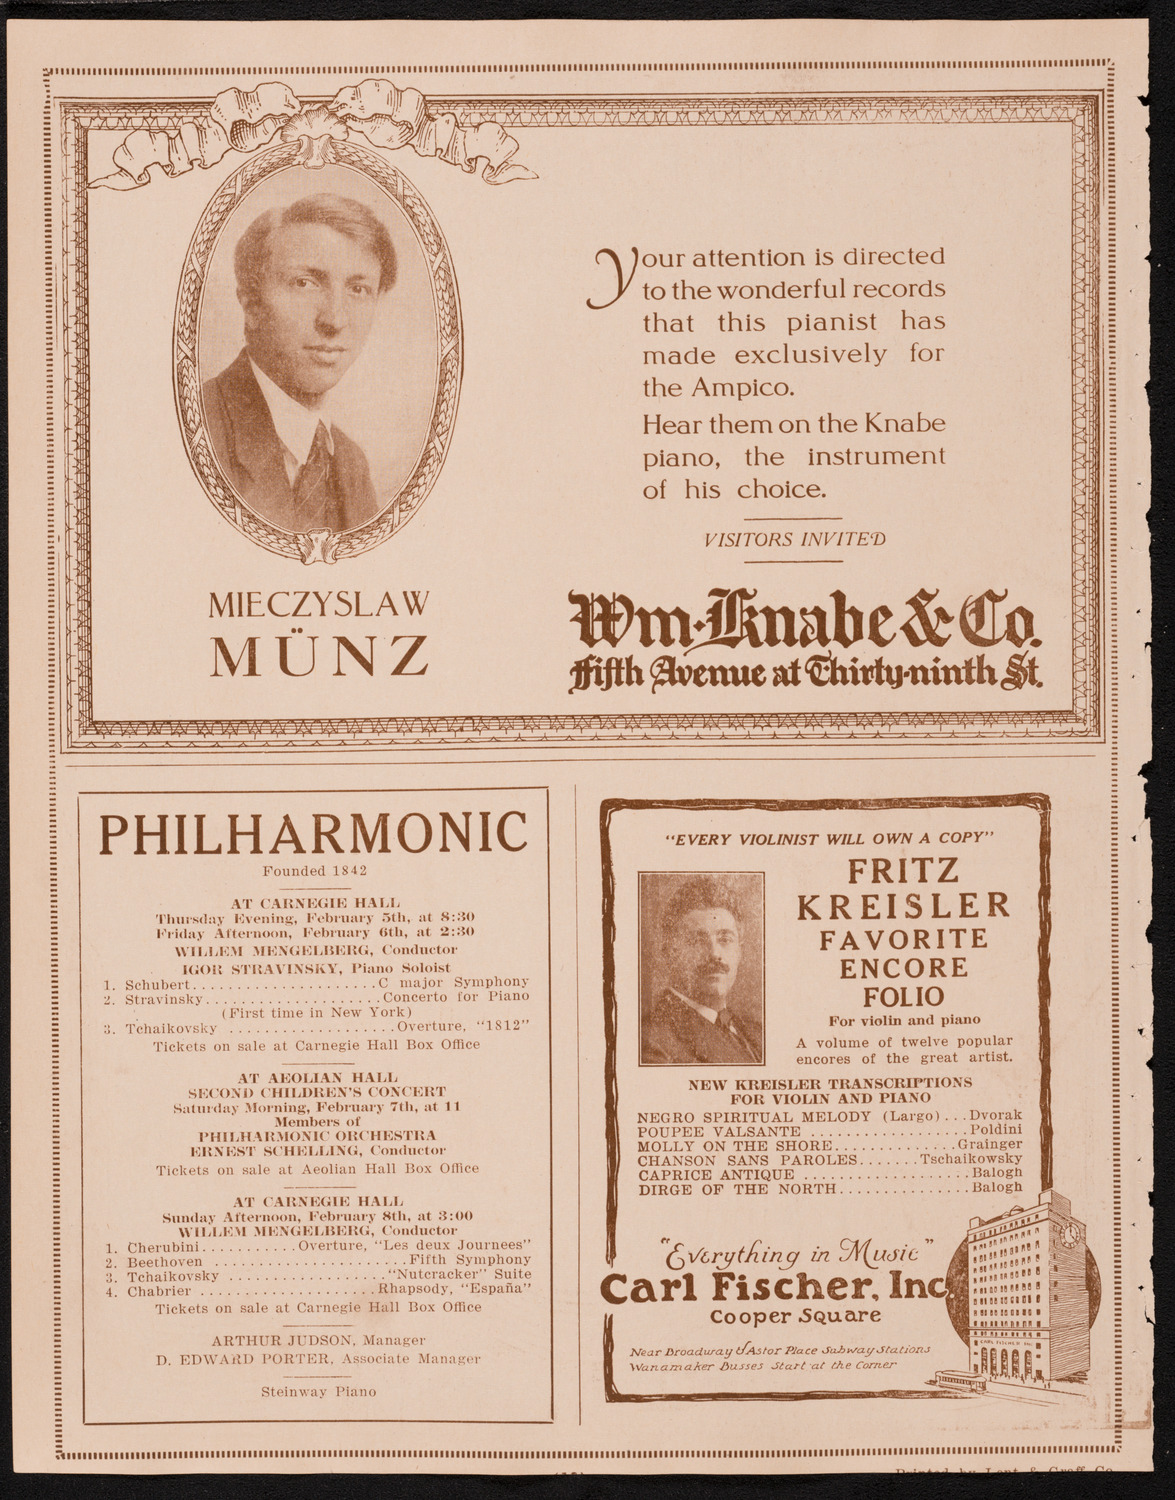 Your attention is directed
to the wonderful records
that this pianist has
made exclusively for
the Ampico.
Hear them on the Knabe
piano, the instrument
of his choice.
VISITORS INVITED
MIECZYSLAW
MÜNZ
Wm. Knabe & Co.
Fifth Avenue at Thirty-ninth St.
PHILHARMONIC
Founded 1842
AT CARNEGIE HALL
Thursday Evening, February 5th, at 8:30
Friday Afternoon, February 6th, at 2:30
WILLEM MENGELBERG, Conductor
IGOR STRAVINSKY, Piano Soloist
1. Schubert.....................C major Symphony
2. Stravinsky....................Concerto for Piano
(First time in New York)
3. Tchaikovsky ...................Overture, "1812"
Tickets on sale at Carnegie Hall Box Office
AT AEOLIAN HALL
SECOND CHILDREN'S CONCERT
Saturday Morning, February 7th, at 11
Members of
PHILHARMONIC ORCHESTRA
ERNEST SCHELLING, Conductor
Tickets on sale at Aeolian Hall Box Office
AT CARNEGIE HALL
Sunday Afternoon, February 8th, at 3:00
WILLEM MENGELBERG, Conductor
1. Cherubini...........Overture, "Les deux Journees"
2. Beethoven ......................Fifth Symphony
3. Tchaikovsky ..................."Nutcracker" Suite
4. Chabrier ....................Rhapsody, "España"
Tickets on sale at Carnegie Hall Box Office
ARTHUR JUDSON, Manager
D. EDWARD PORTER, Associate Manager
Steinway Piano
"EVERY VIOLINIST WILL OWN A COPY"
FRITZ
KREISLER
FAVORITE
ENCORE
FOLIO
For violin and piano
A volume of twelve popular
encores of the great artist.
NEW KREISLER TRANSCRIPTIONS
FOR VIOLIN AND PIANO
NEGRO SPIRITUAL MELODY (Largo)...Dvorak
POUPEE VALSANTE ..................Poldini
MOLLY ON THE SHORE..............Grainger
CHANSON SANS PAROLES.......Tschaikowsky
CAPRICE ANTIQUE ...................Balogh
DIRGE OF THE NORTH...............Balogh
"Everything in Music"
Carl Fischer, Inc.
Cooper Square
CARL FISCHER INC
Near Broadway & Astor Place Subway Stations
Wanamaker Busses Start at the Corner
Printed by Lent & Graff Co.